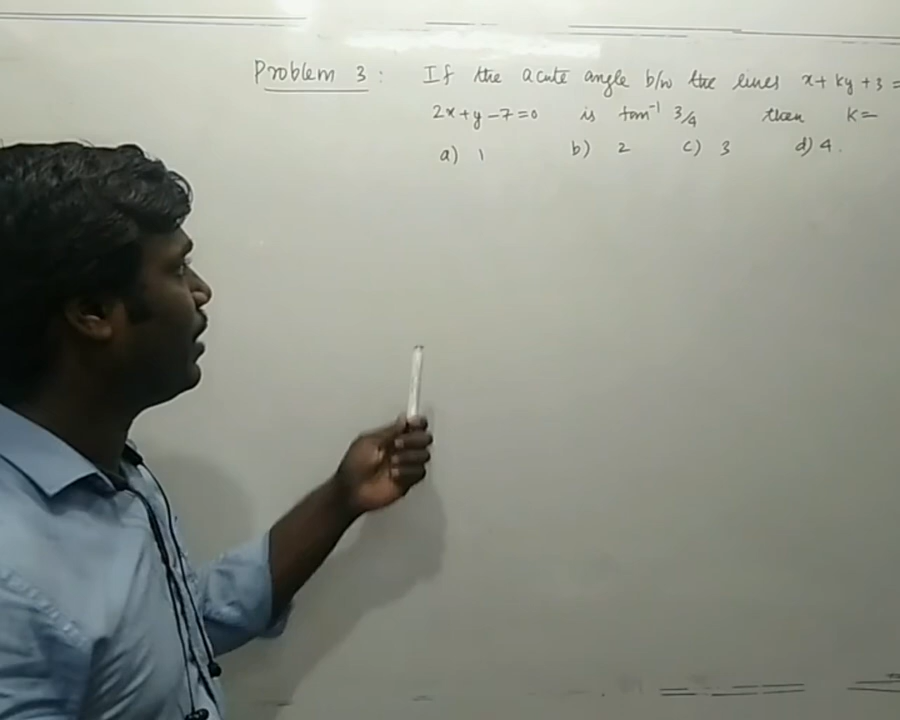 Problem 3 : If the acute angle b/w the lines x + ky + 3 =
2x + y - 7 = 0 is tan⁻¹ 3/4 then K =
a) 1 b) 2 c) 3 d) 4.